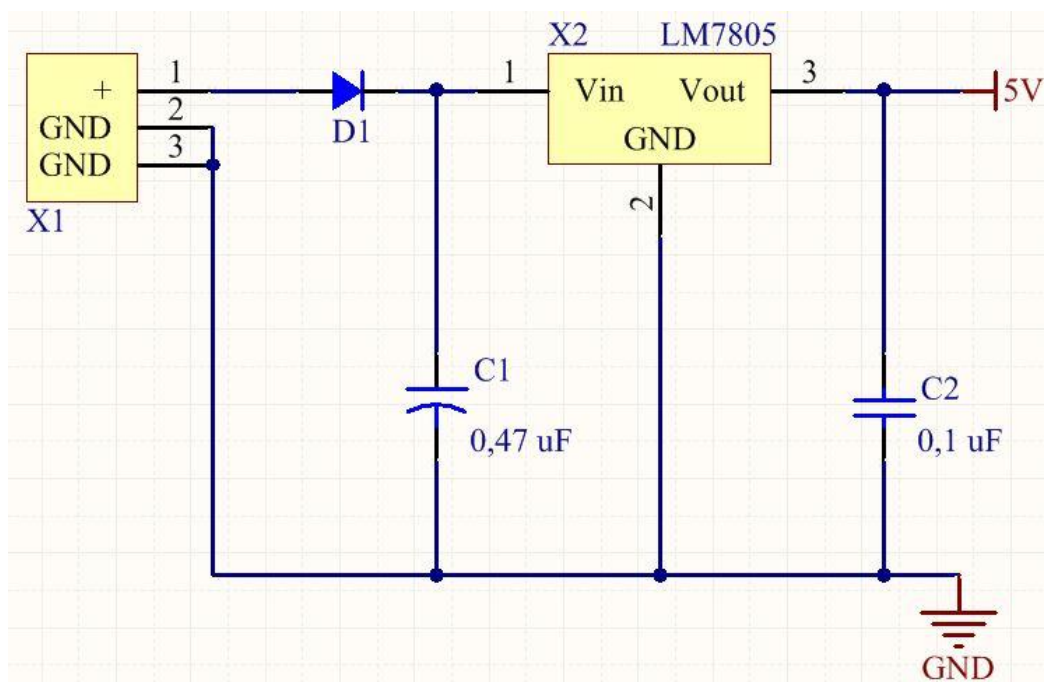 X2 LM7805
1
+
2
GND
3
GND
X1
D1
1
Vin Vout
GND
2
3
5V
C1
0,47 uF
C2
0,1 uF
GND